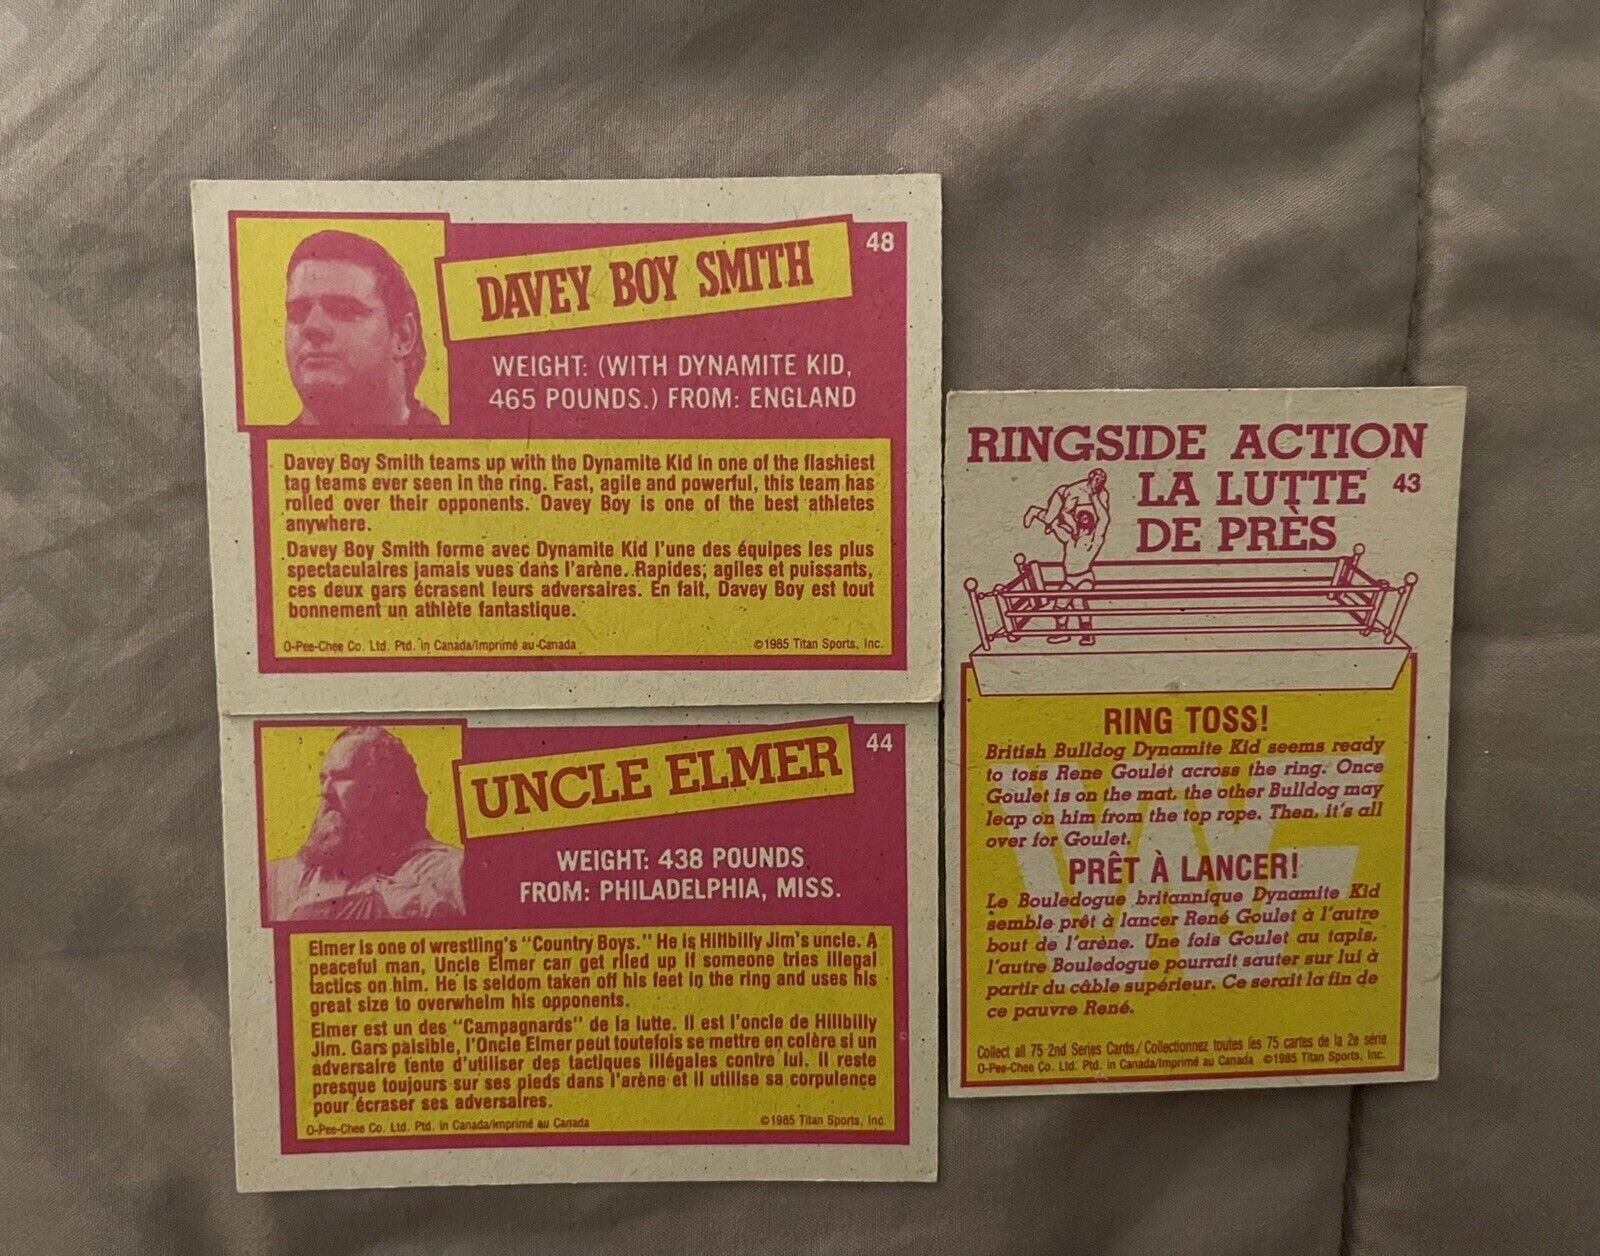 DAVEY BOY SMITH
48
WEIGHT: (WITH DYNAMITE KID,
465 POUNDS.) FROM: ENGLAND
Davey Boy Smith teams up with the Dynamite Kid in one of the flashiest
tag teams ever seen in the ring. Fast, agile and powerful, this team has
rolled over their opponents. Davey Boy is one of the best athletes
anywhere.
Davey Boy Smith forme avec Dynamite Kid l'une des équipes les plus
spectaculaires jamais vues dans l'arène. Rapides, agiles et puissants,
ces deux gars écrasent leurs adversaires. En fait, Davey Boy est tout
bonnement un athlète fantastique.
O-Pee-Chee Co. Ltd. Ptd. in Canada/Imprimé au Canada ©1985 Titan Sports, Inc.
UNCLE ELMER
44
WEIGHT: 438 POUNDS
FROM: PHILADELPHIA, MISS.
Elmer is one of wrestling's "Country Boys." He is Hillbilly Jim's uncle. A
peaceful man, Uncle Elmer can get riled up if someone tries illegal
tactics on him. He is seldom taken off his feet in the ring and uses his
great size to overwhelm his opponents.
Elmer est un des "Campagnards" de la lutte. Il est l'oncle de Hillbilly
Jim. Gars paisible, l'Oncle Elmer peut toutefois se mettre en colère si un
adversaire tente d'utiliser des tactiques illégales contre lui. Il reste
presque toujours sur ses pieds dans l'arène et il utilise sa corpulence
pour écraser ses adversaires.
O-Pee-Chee Co. Ltd. Ptd. in Canada/Imprimé au Canada ©1985 Titan Sports, Inc.
RINGSIDE ACTION
LA LUTTE 43
DE PRÈS
RING TOSS!
British Bulldog Dynamite Kid seems ready
to toss Rene Goulet across the ring. Once
Goulet is on the mat, the other Bulldog may
leap on him from the top rope. Then, it's all
over for Goulet.
PRÊT À LANCER!
Le Bouledogue britannique Dynamite Kid
semble prêt à lancer René Goulet à l'autre
bout de l'arène. Une fois Goulet au tapis,
l'autre Bouledogue pourrait sauter sur lui à
partir du câble supérieur. Ce serait la fin de
ce pauvre René.
Collect all 75 2nd Series Cards/Collectionnez toutes les 75 cartes de la 2e série
O-Pee-Chee Co. Ltd. Ptd. in Canada/Imprimé au Canada ©1985 Titan Sports, Inc.